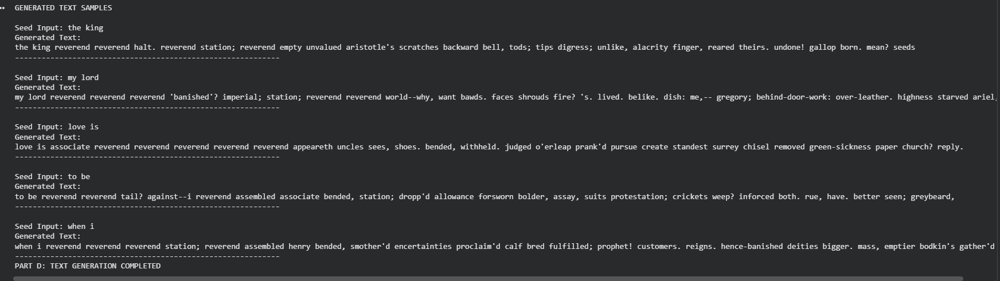 GENERATED TEXT SAMPLES
Seed Input: the king
Generated Text:
the king reverend reverend halt. reverend station; reverend empty unvalued aristotle's scratches backward bell, tods; tips digress; unlike, alacrity finger, reared theirs. undone! gallop born. mean? seeds
------------------------------------------------------------
Seed Input: my lord
Generated Text:
my lord reverend reverend reverend 'banished'? imperial; station; reverend reverend world--why, want bawds. faces shrouds fire? 's. lived. belike. dish: me,-- gregory; behind-door-work: over-leather. highness starved ariel,
------------------------------------------------------------
Seed Input: love is
Generated Text:
love is associate reverend reverend reverend reverend reverend appeareth uncles sees, shoes. bended, withheld. judged o'erleap prank'd pursue create standest surrey chisel removed green-sickness paper church? reply.
------------------------------------------------------------
Seed Input: to be
Generated Text:
to be reverend reverend tail? against--i reverend assembled associate bended, station; dropp'd allowance forsworn bolder, assay, suits protestation; crickets weep? inforced both. rue, have. better seen; greybeard,
------------------------------------------------------------
Seed Input: when i
Generated Text:
when i reverend reverend reverend station; reverend assembled henry bended, smother'd encertainties proclaim'd calf bred fulfilled; prophet! customers. reigns. hence-banished deities bigger. mass, emptier bodkin's gather'd
------------------------------------------------------------
PART D: TEXT GENERATION COMPLETED